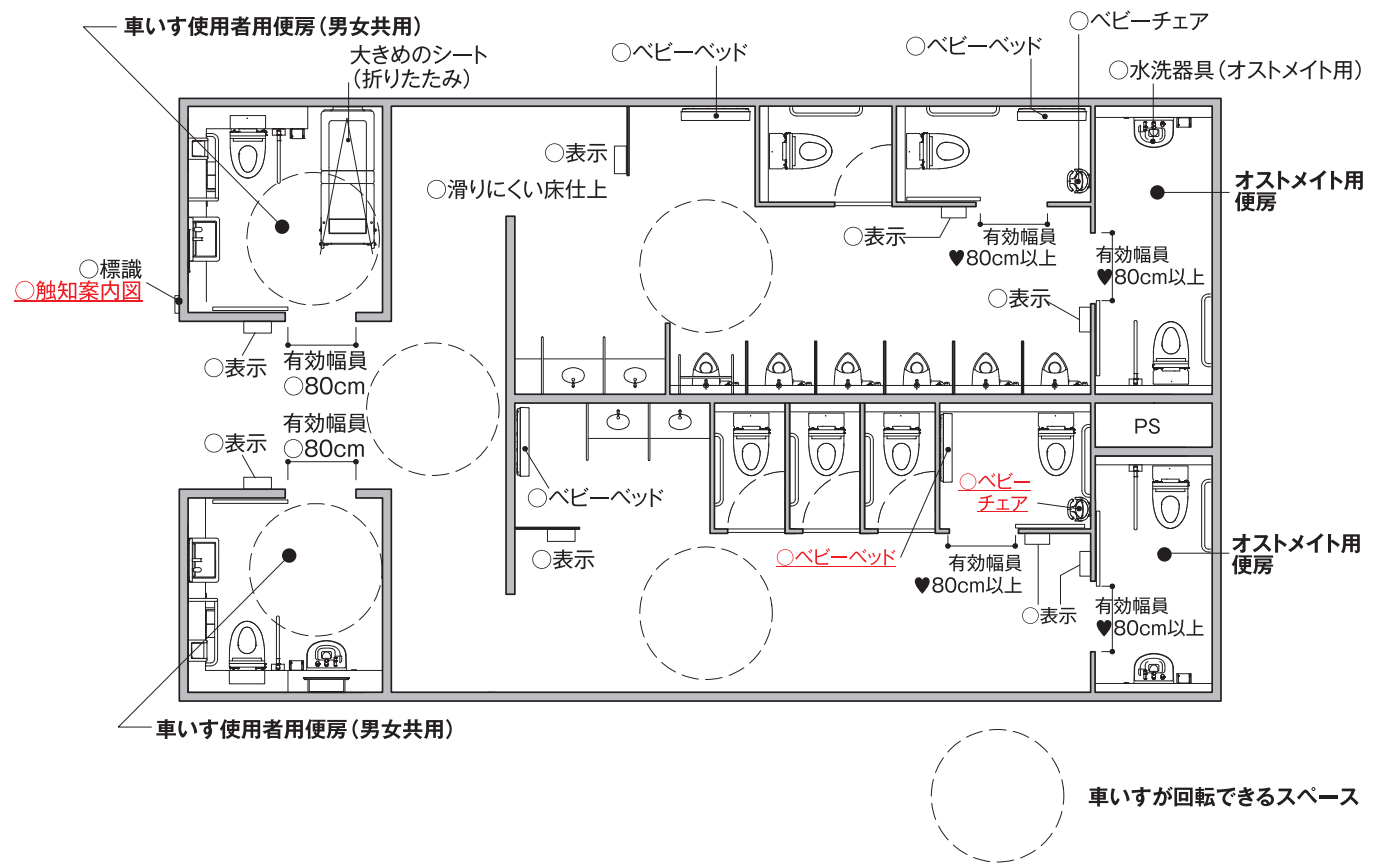 車いす使用者用便房（男女共用）
大きめのシート
（折りたたみ）
○ベビーベッド
○ベビーベッド
○ベビーチェア
○水洗器具（オストメイト用）
○表示
○滑りにくい床仕上
オストメイト用
便房
○表示
有効幅員
♥80cm以上
有効幅員
♥80cm以上
○標識
○触知案内図
○表示
○表示
有効幅員
○80cm
有効幅員
○80cm
○表示
PS
○ベビーベッド
○ベビー
チェア
○表示
○ベビーベッド
有効幅員
♥80cm以上
オストメイト用
便房
○表示
有効幅員
♥80cm以上
車いす使用者用便房（男女共用）
車いすが回転できるスペース